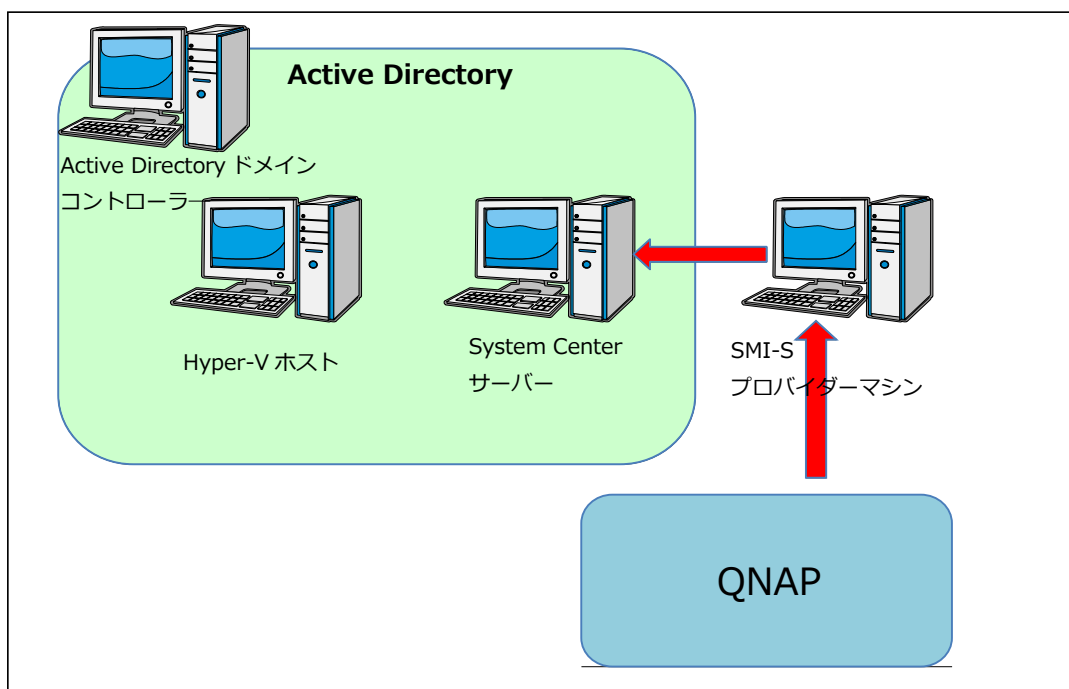 Active Directory
Active Directory ドメイン
コントローラー
Hyper-V ホスト
System Center
サーバー
SMI-S
プロバイダーマシン
QNAP